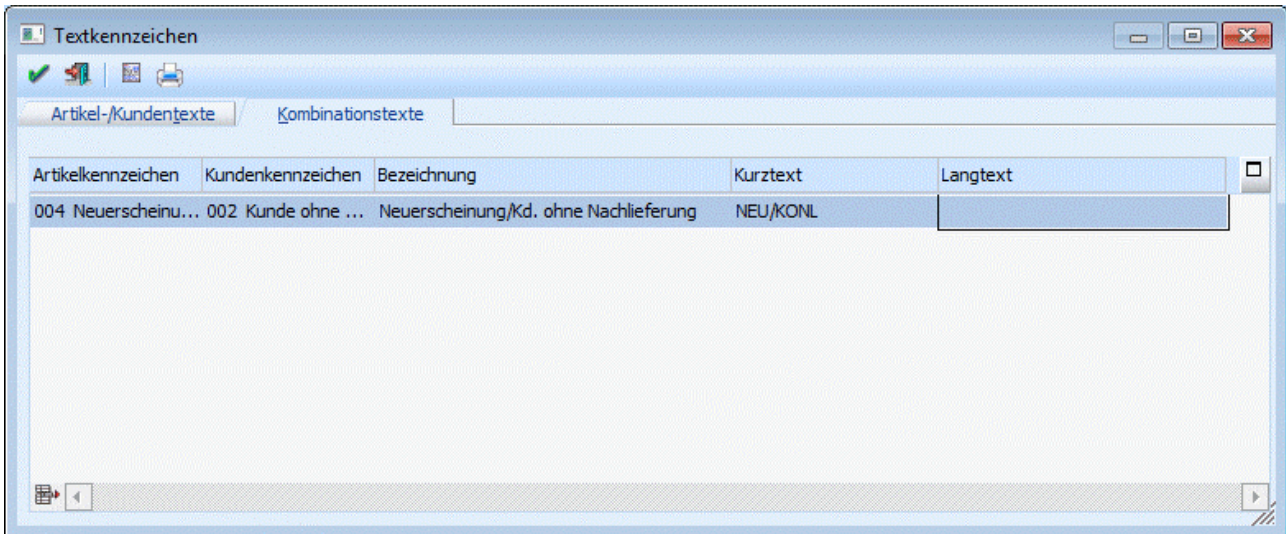 Textkennzeichen
Artikel-/Kundentexte Kombinationstexte
Artikelkennzeichen Kundenkennzeichen Bezeichnung Kurztext Langtext
004 Neuerscheinu... 002 Kunde ohne ... Neuerscheinung/Kd. ohne Nachlieferung NEU/KONL